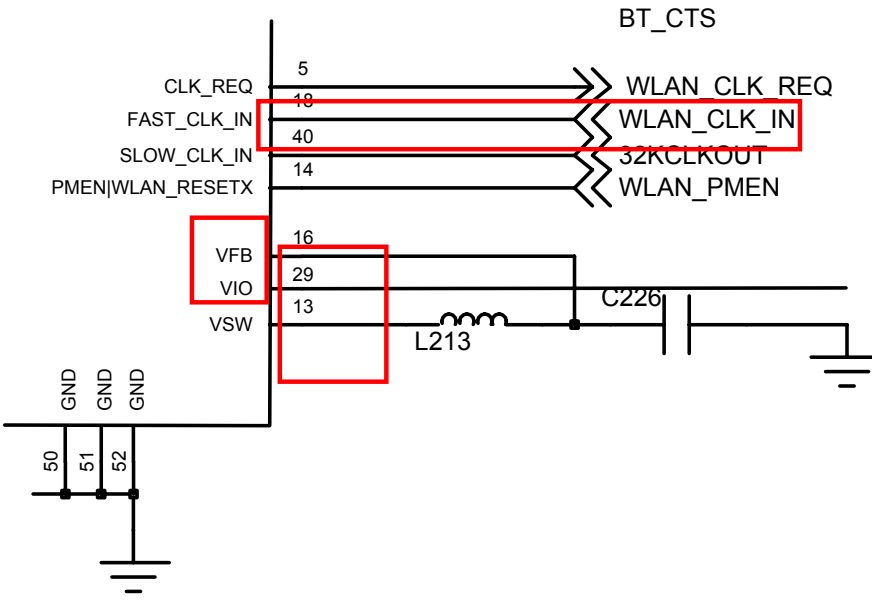 BT_CTS
CLK_REQ 5 WLAN_CLK_REQ
FAST_CLK_IN 18 WLAN_CLK_IN
SLOW_CLK_IN 40 32KCLKOUT
PMEN|WLAN_RESETX 14 WLAN_PMEN
VFB 16
VIO 29
C226
VSW 13
L213
GND GND GND
50 51 52